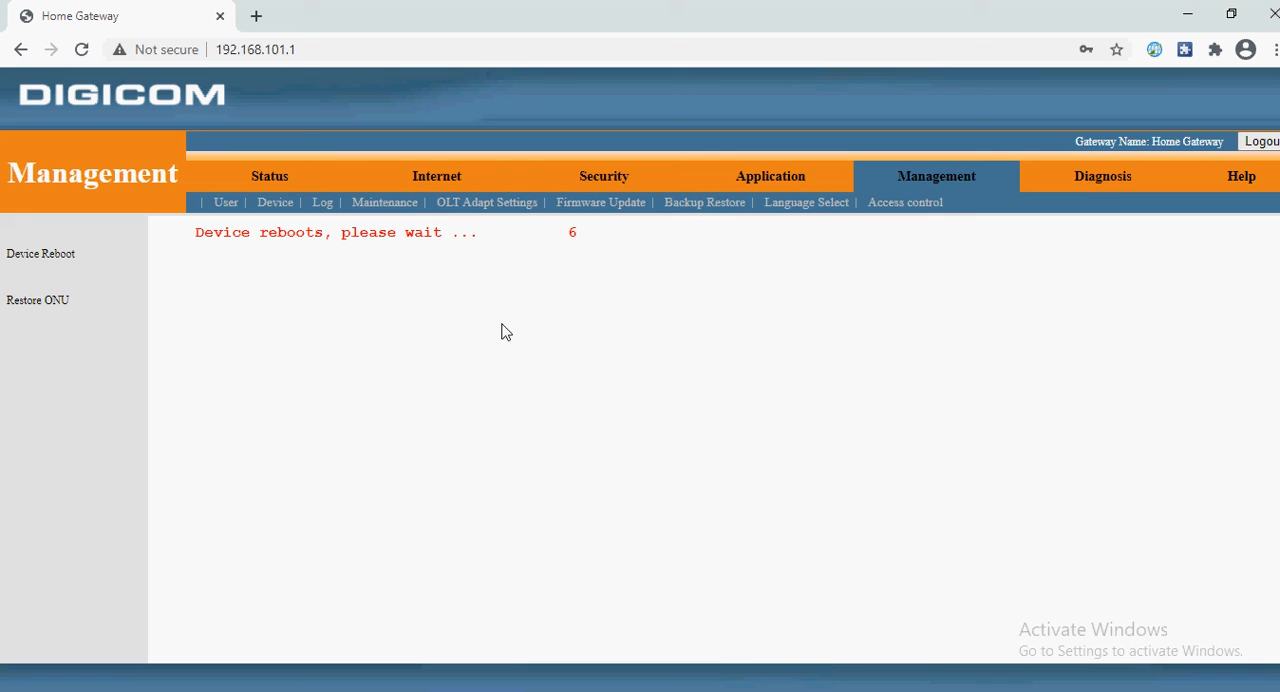 Home Gateway
Not secure 192.168.101.1
DIGICOM
Gateway Name: Home Gateway Logou
Management
Status Internet Security Application Management Diagnosis Help
| User | Device | Log | Maintenance | OLT Adapt Settings | Firmware Update | Backup Restore | Language Select | Access control
Device reboots, please wait ... 6
Device Reboot
Restore ONU
Activate Windows
Go to Settings to activate Windows.